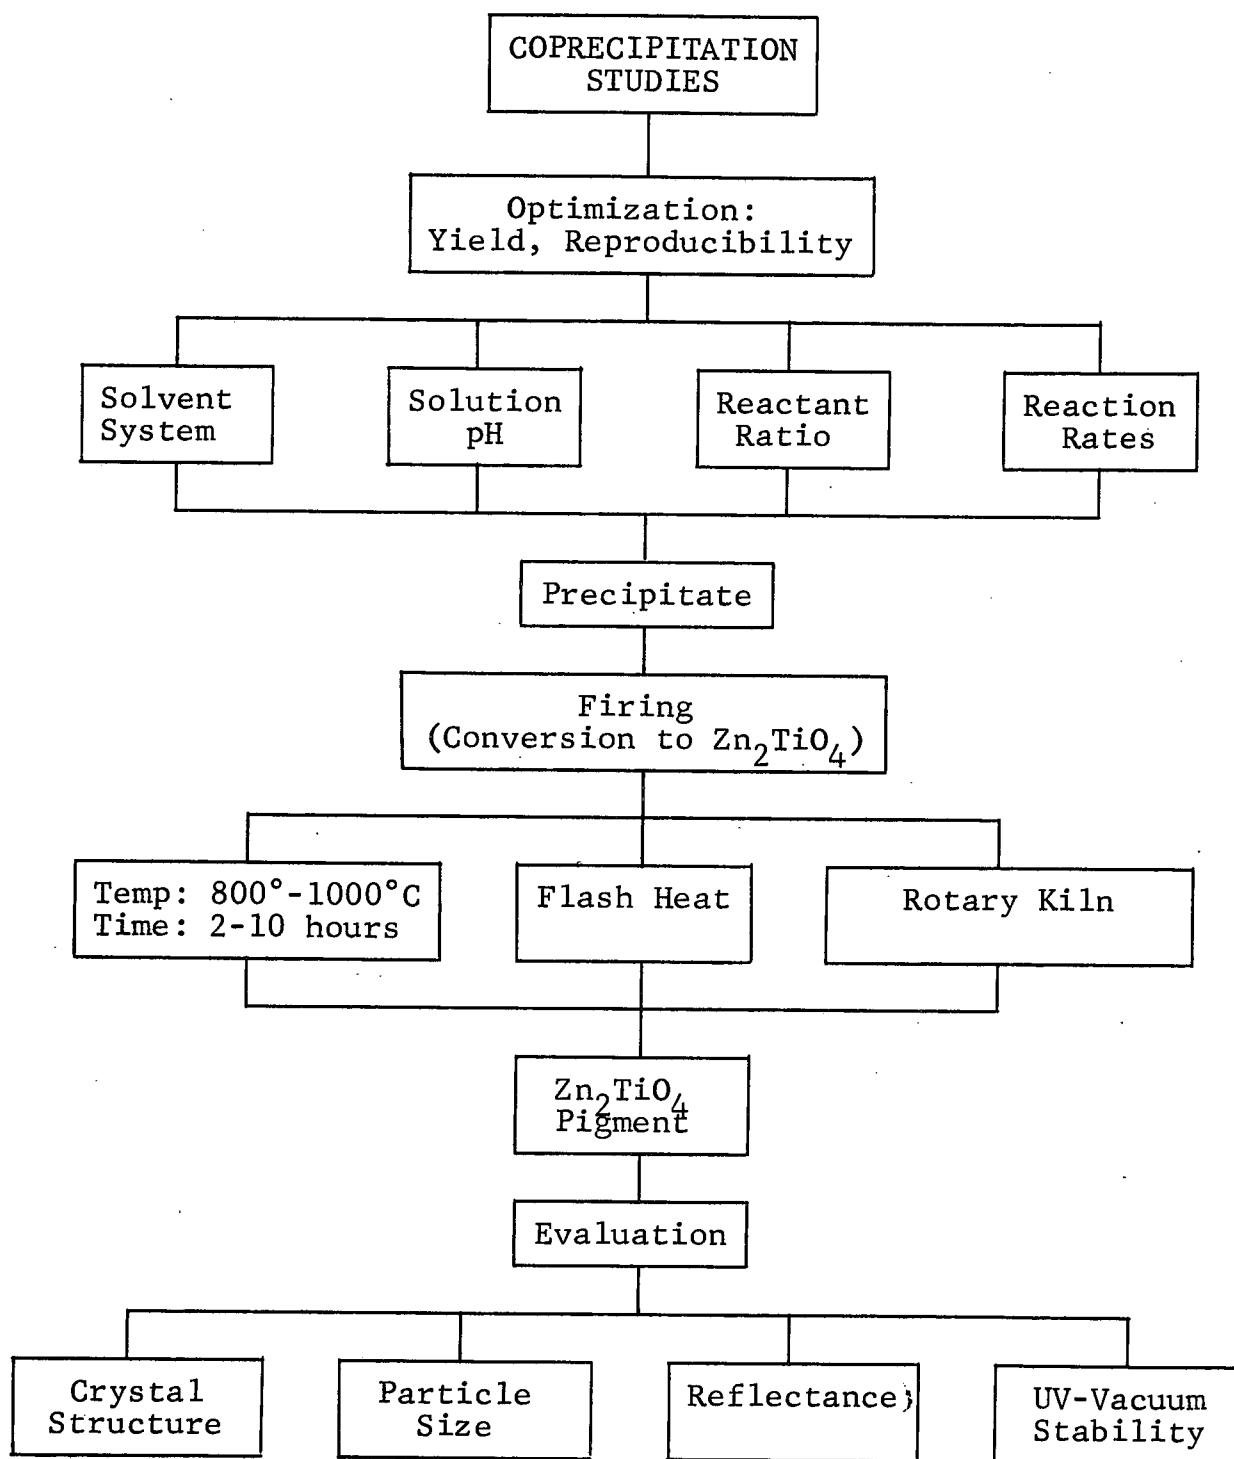 COPRECIPITATION
STUDIES
Optimization:
Yield, Reproducibility
Solvent
System
Solution
pH
Reactant
Ratio
Reaction
Rates
Precipitate
Firing
(Conversion to Zn₂TiO₄)
Temp: 800°-1000°C
Time: 2-10 hours
Flash Heat
Rotary Kiln
Zn₂TiO₄
Pigment
Evaluation
Crystal
Structure
Particle
Size
Reflectance;
UV-Vacuum
Stability